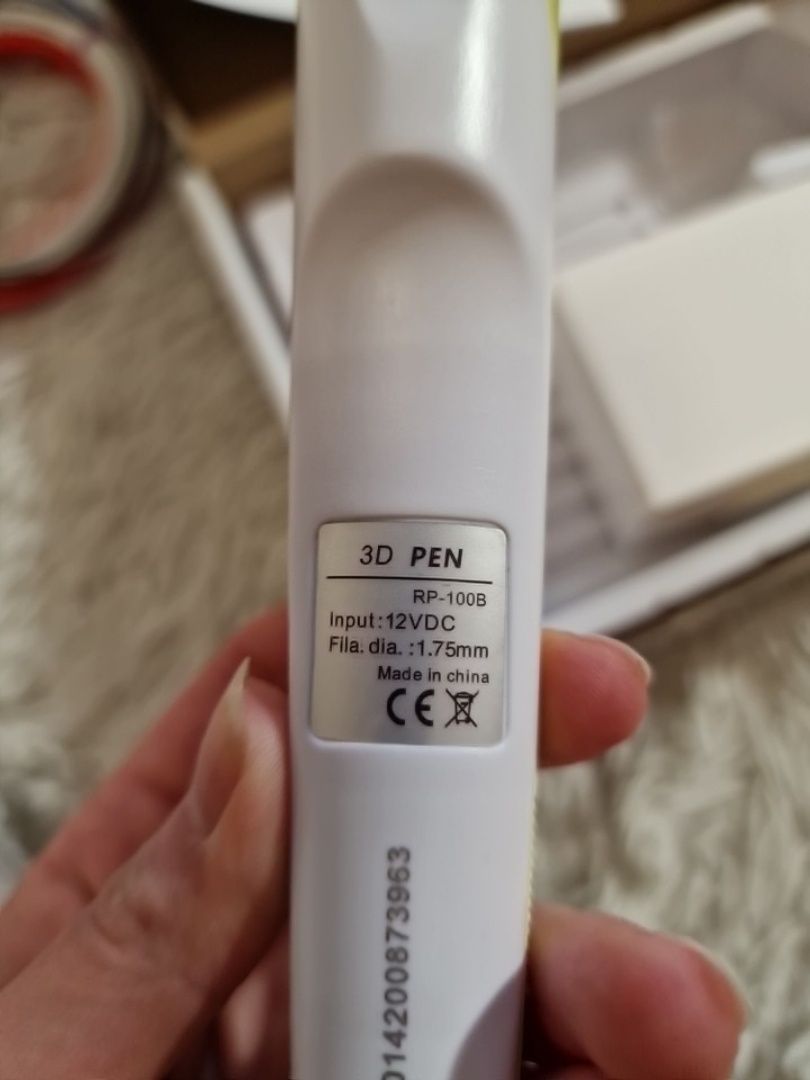 3D PEN
RP-100B
Input:12VDC
Fila. dia. :1.75mm
Made in china
CE
014200873963